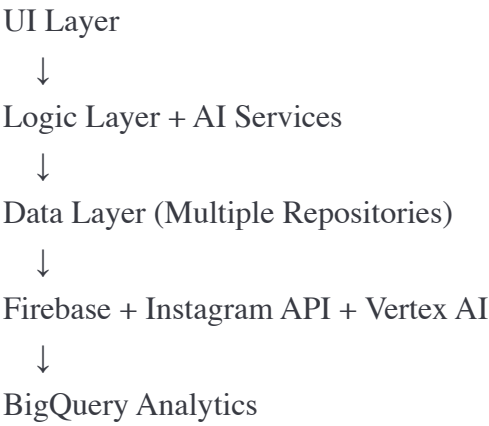 UI Layer
↓
Logic Layer + AI Services
↓
Data Layer (Multiple Repositories)
↓
Firebase + Instagram API + Vertex AI
↓
BigQuery Analytics